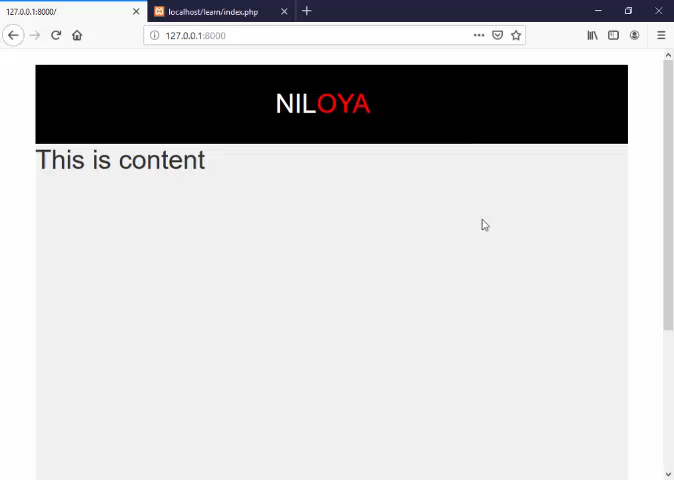 127.0.0.1:8000/
localhost/learn/index.php
127.0.0.1:8000
NILOYA
This is content